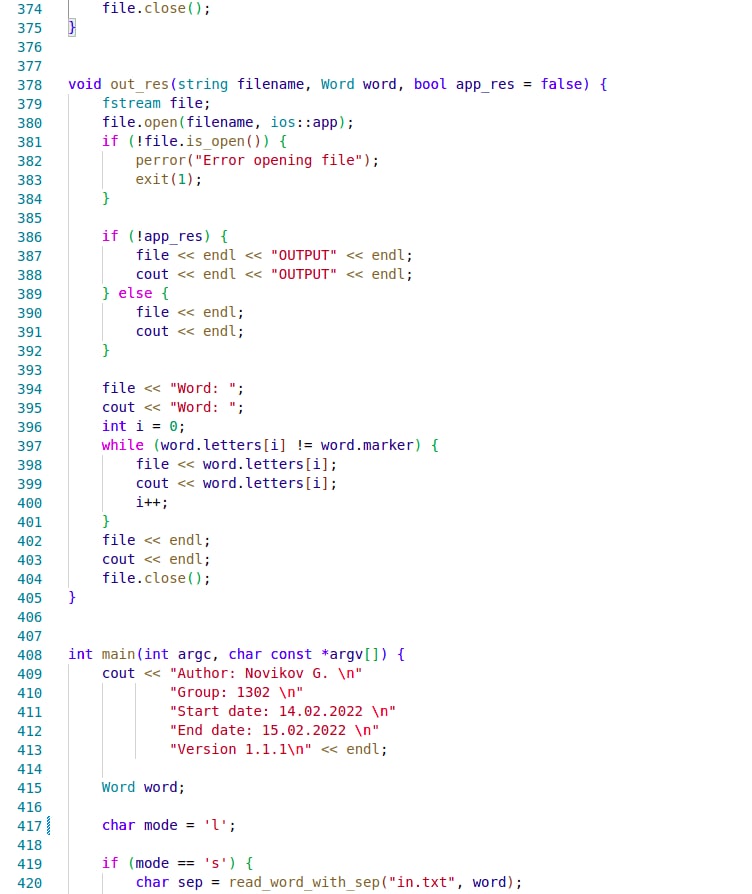 374     file.close();
375 }
376
377
378 void out_res(string filename, Word word, bool app_res = false) {
379     fstream file;
380     file.open(filename, ios::app);
381     if (!file.is_open()) {
382         perror("Error opening file");
383         exit(1);
384     }
385
386     if (!app_res) {
387         file << endl << "OUTPUT" << endl;
388         cout << endl << "OUTPUT" << endl;
389     } else {
390         file << endl;
391         cout << endl;
392     }
393
394     file << "Word: ";
395     cout << "Word: ";
396     int i = 0;
397     while (word.letters[i] != word.marker) {
398         file << word.letters[i];
399         cout << word.letters[i];
400         i++;
401     }
402     file << endl;
403     cout << endl;
404     file.close();
405 }
406
407
408 int main(int argc, char const *argv[]) {
409     cout << "Author: Novikov G. \n"
410             "Group: 1302 \n"
411             "Start date: 14.02.2022 \n"
412             "End date: 15.02.2022 \n"
413             "Version 1.1.1\n" << endl;
414
415     Word word;
416
417     char mode = 'l';
418
419     if (mode == 's') {
420         char sep = read_word_with_sep("in.txt", word);